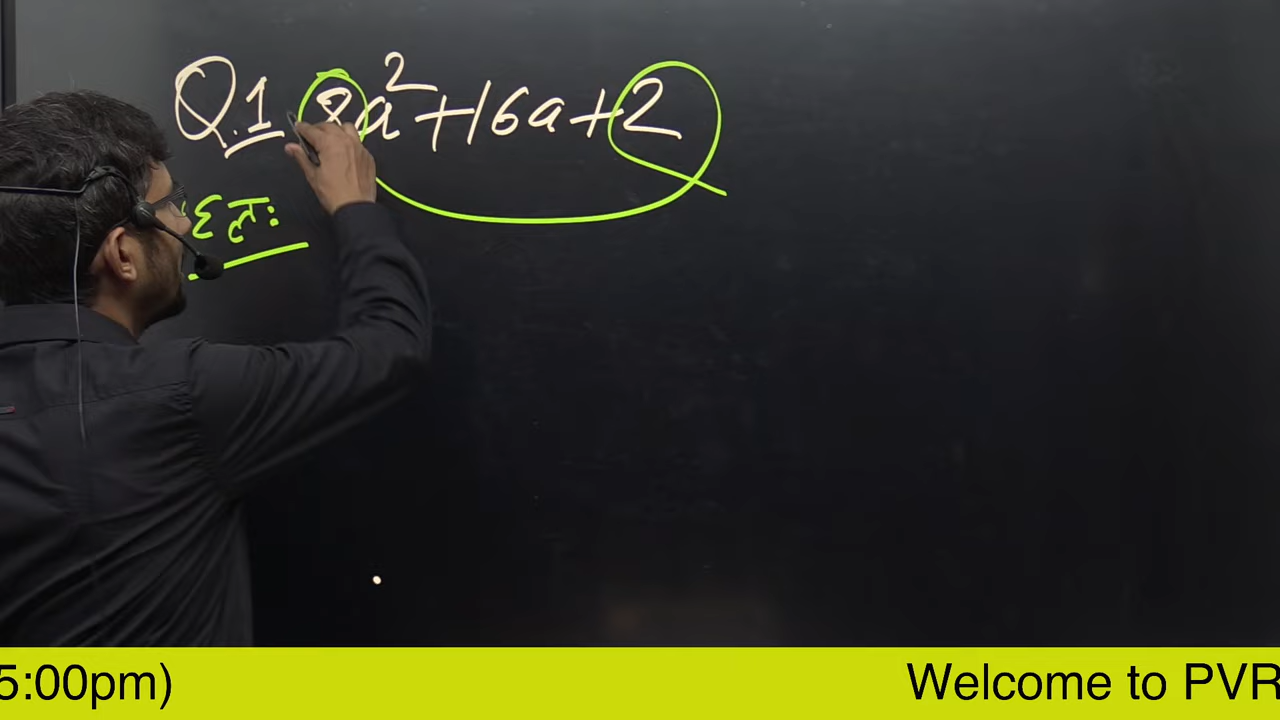 Q.1 8a²+16a+2
हलः
5:00pm)
Welcome to PVR